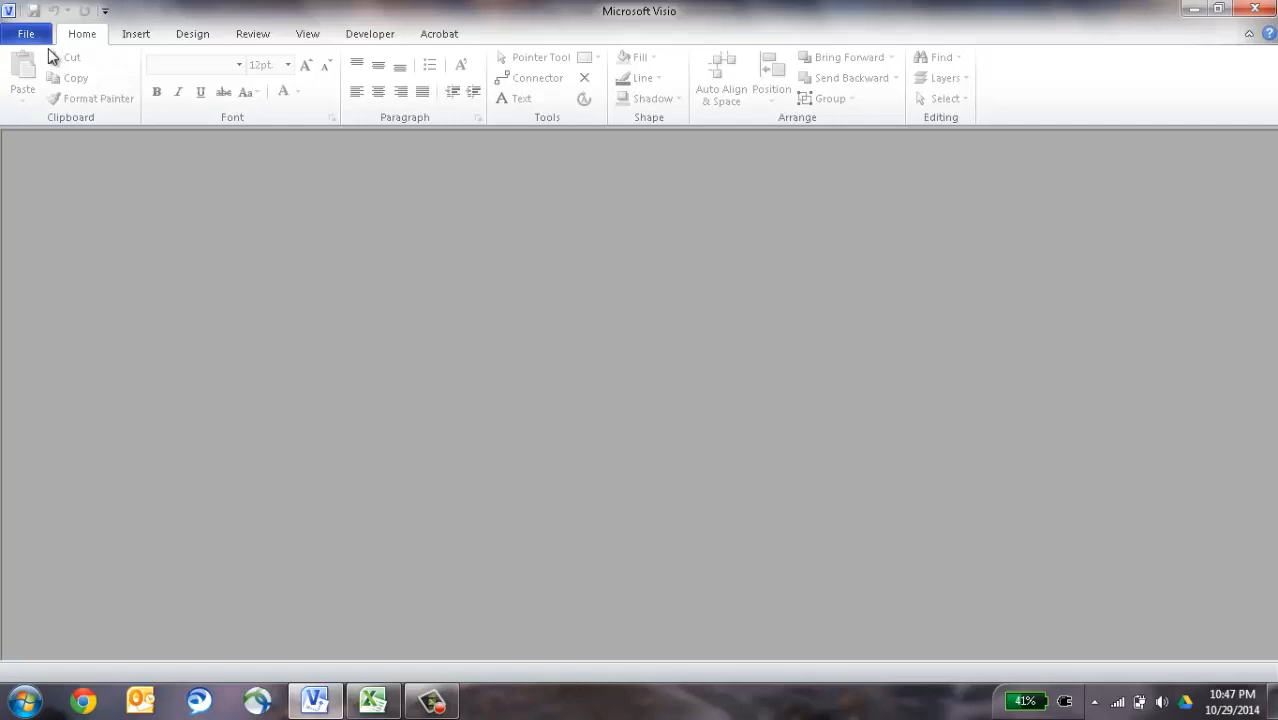 Microsoft Visio
File Home Insert Design Review View Developer Acrobat
Paste
Cut
Copy
Format Painter
Clipboard
12pt.
B I U abc Aa A
Font
Paragraph
Pointer Tool
Connector
A Text
Tools
Fill
Line
Shadow
Shape
Auto Align
& Space
Position
Bring Forward
Send Backward
Group
Arrange
Find
Layers
Select
Editing
41%
10:47 PM
10/29/2014